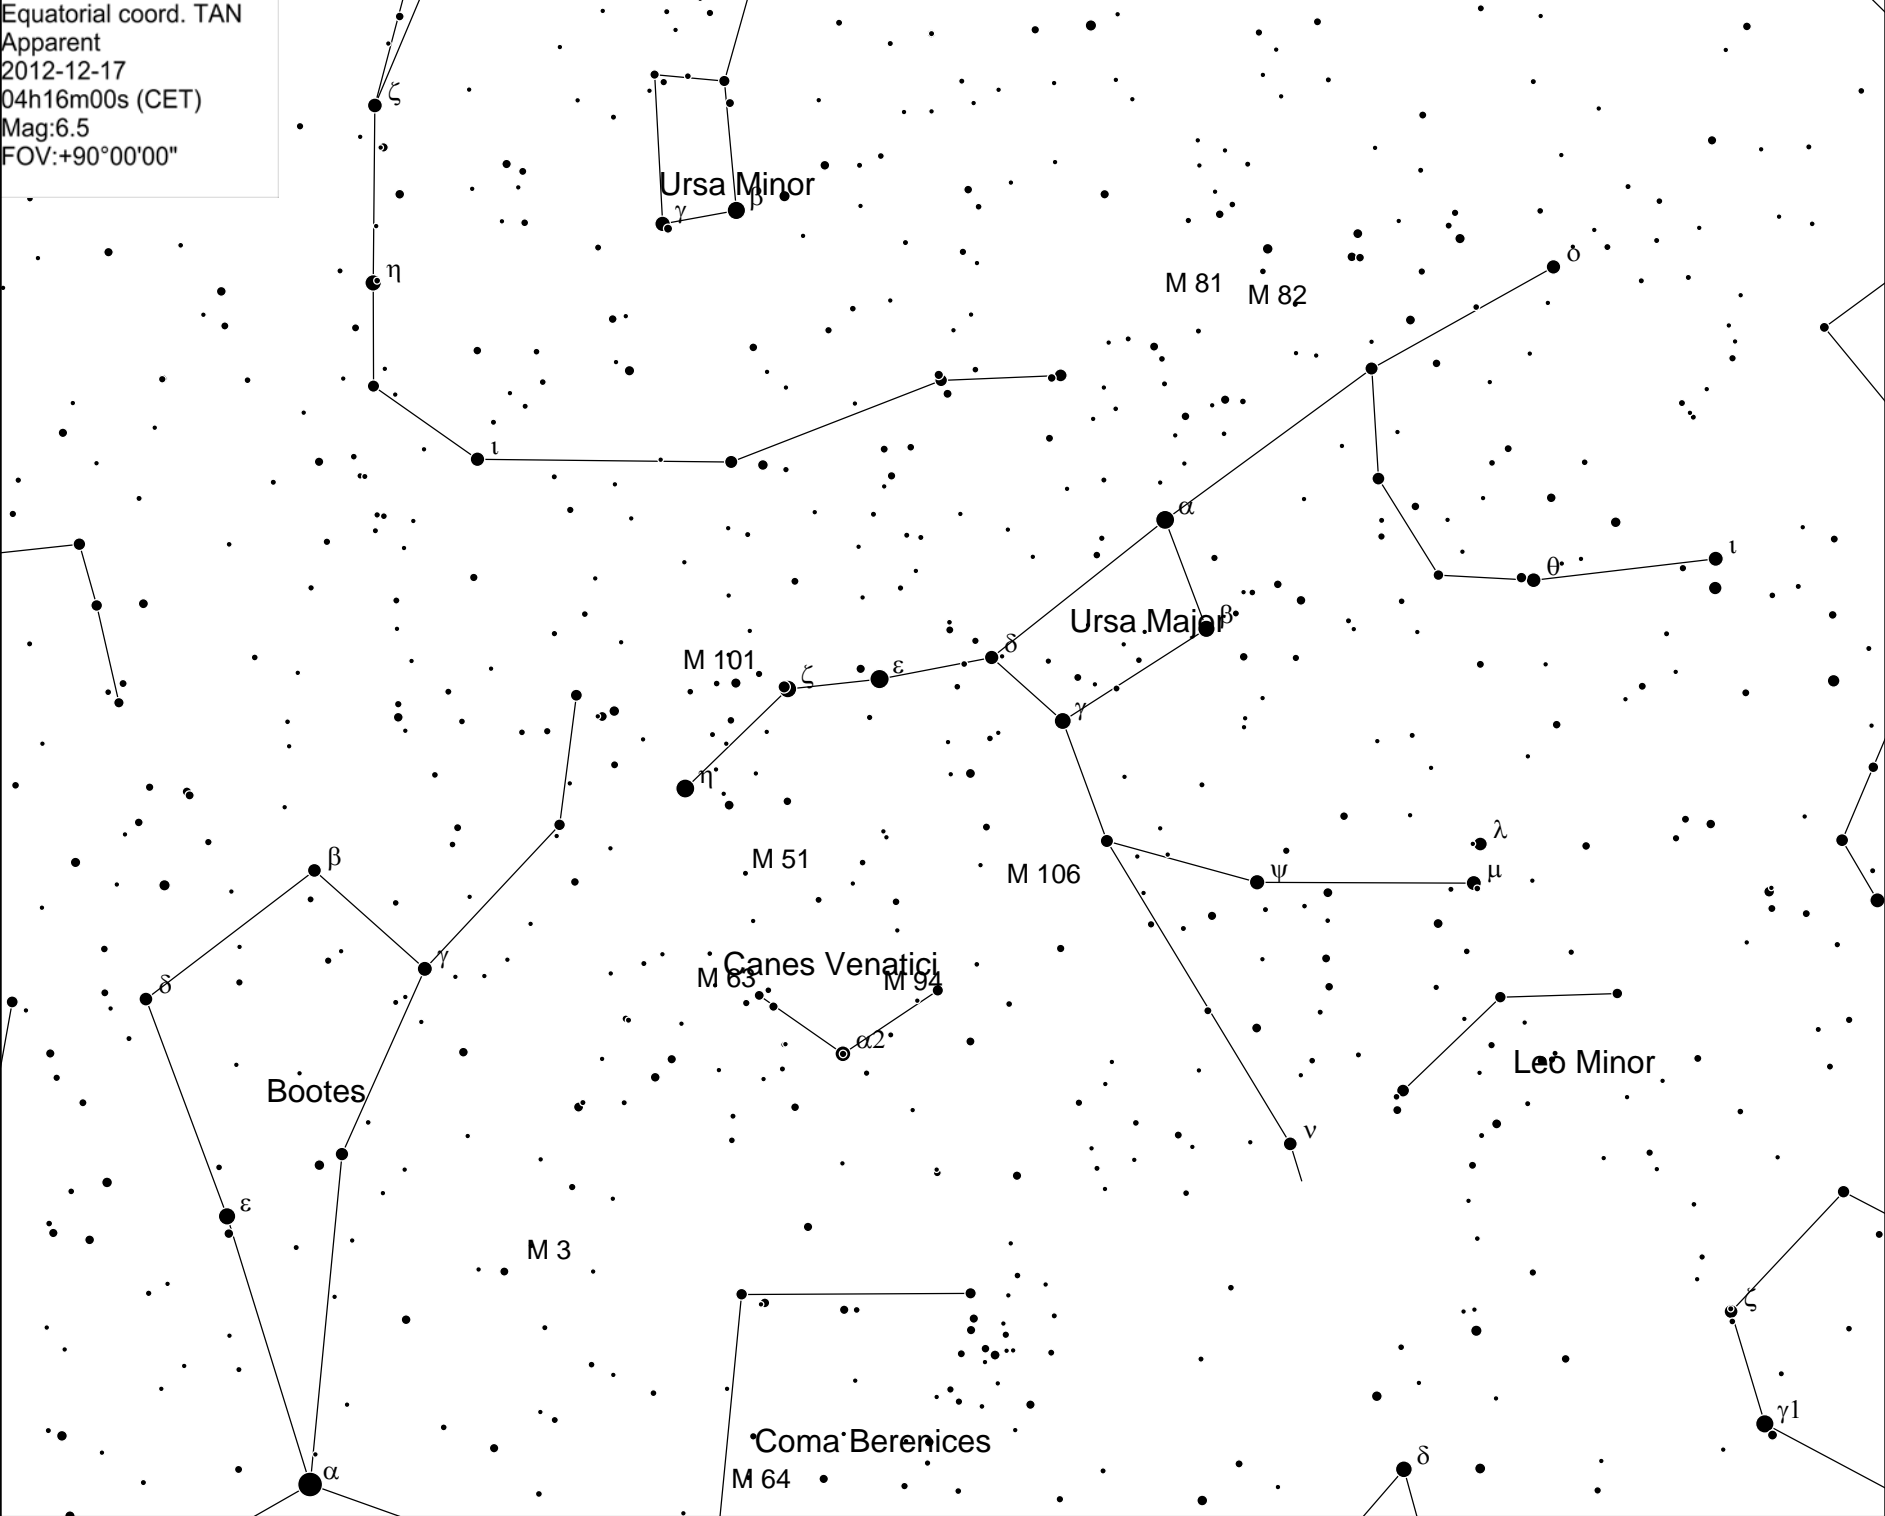 Equatorial coord. TAN
Apparent
2012-12-17
04h16m00s (CET)
Mag:6.5
FOV:+90°00'00"
ζ
Ursa Minor
γ
β
η
M 81
M 82
ο
ι
α
θ
ι
Ursa Major
β
δ
M 101
ζ
ε
γ
η
λ
β
M 51
M 106
ψ
μ
γ
Canes Venatici
M 63
M 94
δ
α2
Leo Minor
Bootes
ν
ε
M 3
ζ
γ1
Coma Berenices
δ
α
M 64